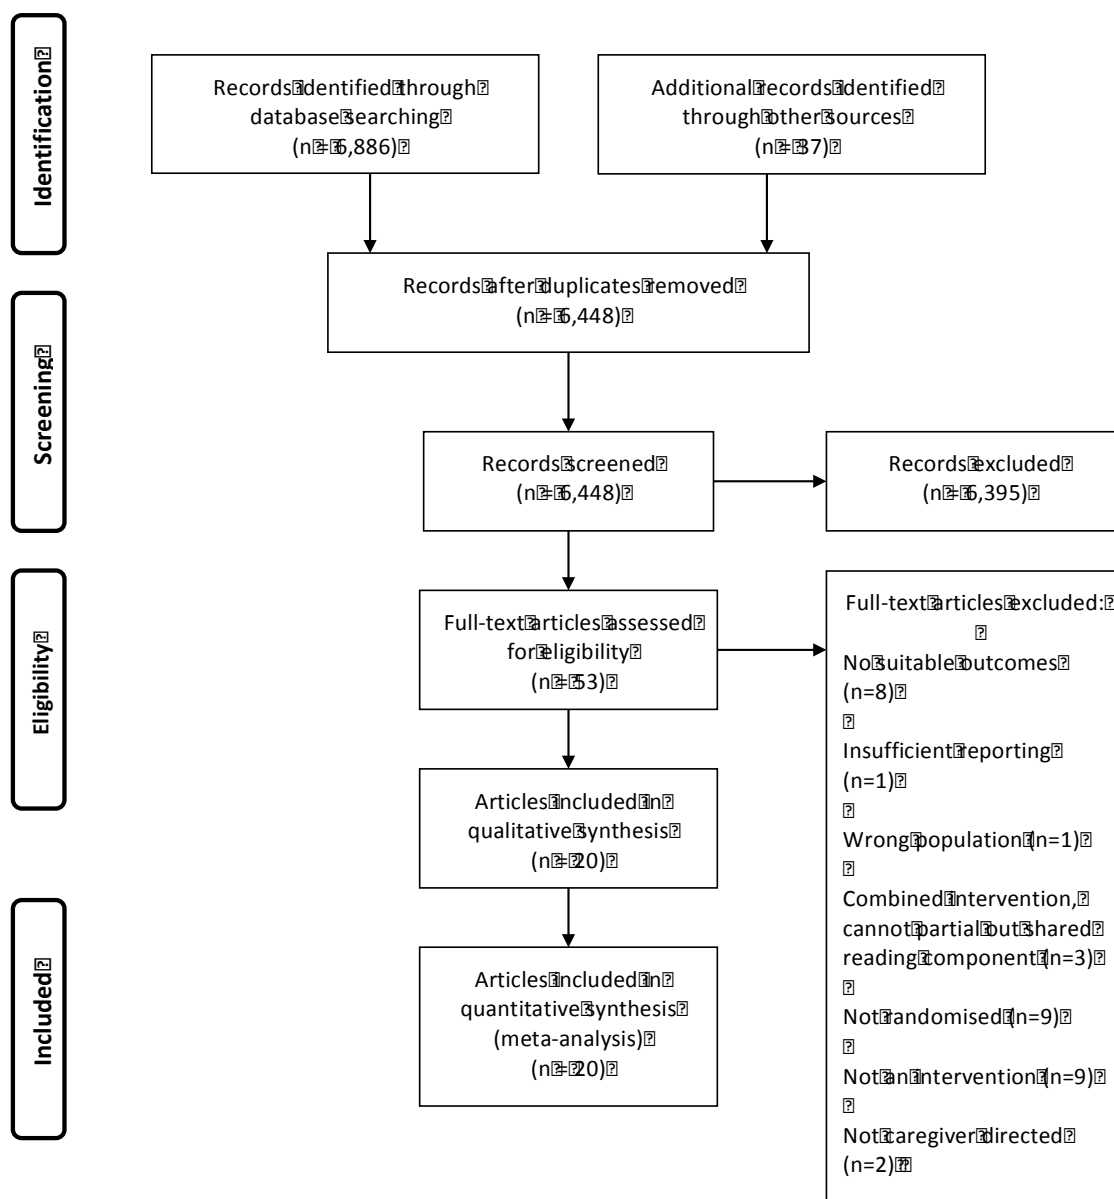 Identification
Records identified through
database searching
(n = 6,886)
Additional records identified
through other sources
(n = 37)
Records after duplicates removed
(n = 6,448)
Screening
Records screened
(n = 6,448)
Records excluded
(n = 6,395)
Eligibility
Full-text articles assessed
for eligibility
(n = 53)
Full-text articles excluded:
No suitable outcomes
(n=8)
Insufficient reporting
(n=1)
Wrong population (n=1)
Combined intervention,
cannot partial out shared
reading component (n=3)
Not randomised (n=9)
Not an intervention (n=9)
Not caregiver directed
(n=2)
Articles included in
qualitative synthesis
(n = 20)
Included
Articles included in
quantitative synthesis
(meta-analysis)
(n = 20)